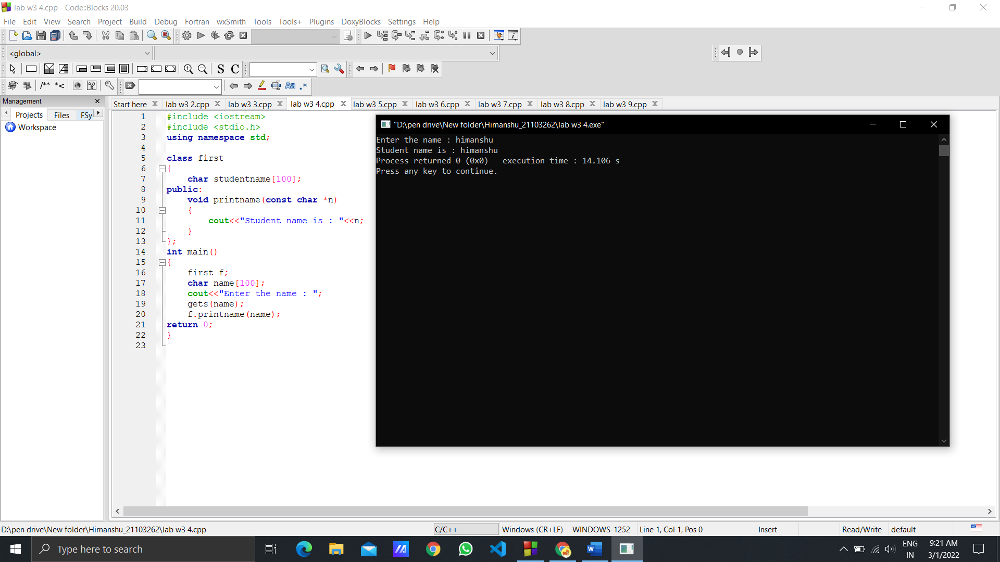 lab w3 4.cpp - Code::Blocks 20.03
File Edit View Search Project Build Debug Fortran wxSmith Tools Tools+ Plugins DoxyBlocks Settings Help
<global>
S C
/** *<
Aa .*
Management
Projects Files FSy
Workspace
Start here lab w3 2.cpp lab w3 3.cpp lab w3 4.cpp lab w3 5.cpp lab w3 6.cpp lab w3 7.cpp lab w3 8.cpp lab w3 9.cpp
1 #include <iostream>
2 #include <stdio.h>
3 using namespace std;
4
5 class first
6 {
7 char studentname[100];
8 public:
9 void printname(const char *n)
10 {
11 cout<<"Student name is : "<<n;
12 }
13 };
14 int main()
15 {
16 first f;
17 char name[100];
18 cout<<"Enter the name : ";
19 gets(name);
20 f.printname(name);
21 return 0;
22 }
23
"D:\pen drive\New folder\Himanshu_21103262\lab w3 4.exe"
Enter the name : himanshu
Student name is : himanshu
Process returned 0 (0x0)   execution time : 14.106 s
Press any key to continue.
D:\pen drive\New folder\Himanshu_21103262\lab w3 4.cpp C/C++ Windows (CR+LF) WINDOWS-1252 Line 1, Col 1, Pos 0 Insert Read/Write default
Type here to search
ENG
IN
9:21 AM
3/1/2022